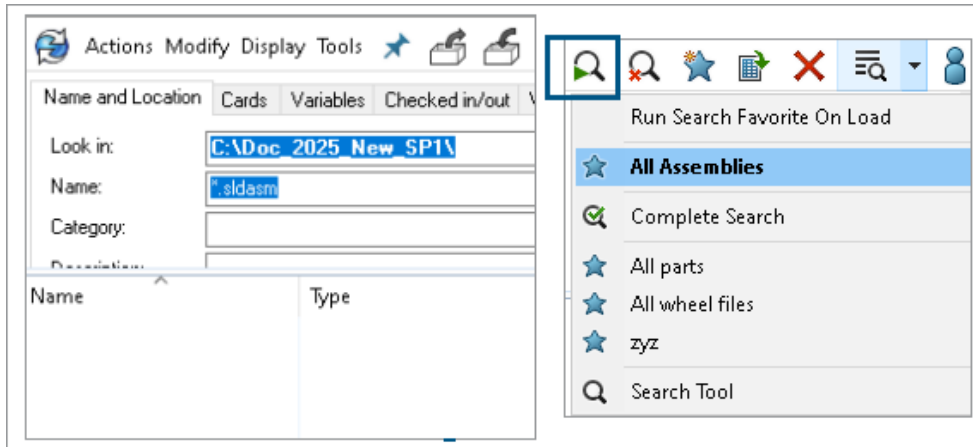 Actions Modify Display Tools
Name and Location Cards Variables Checked in/out
Look in: C:\Doc_2025_New_SP1\
Name: *.sldasm
Category:
Description:
Name Type
Run Search Favorite On Load
All Assemblies
Complete Search
All parts
All wheel files
zyz
Search Tool